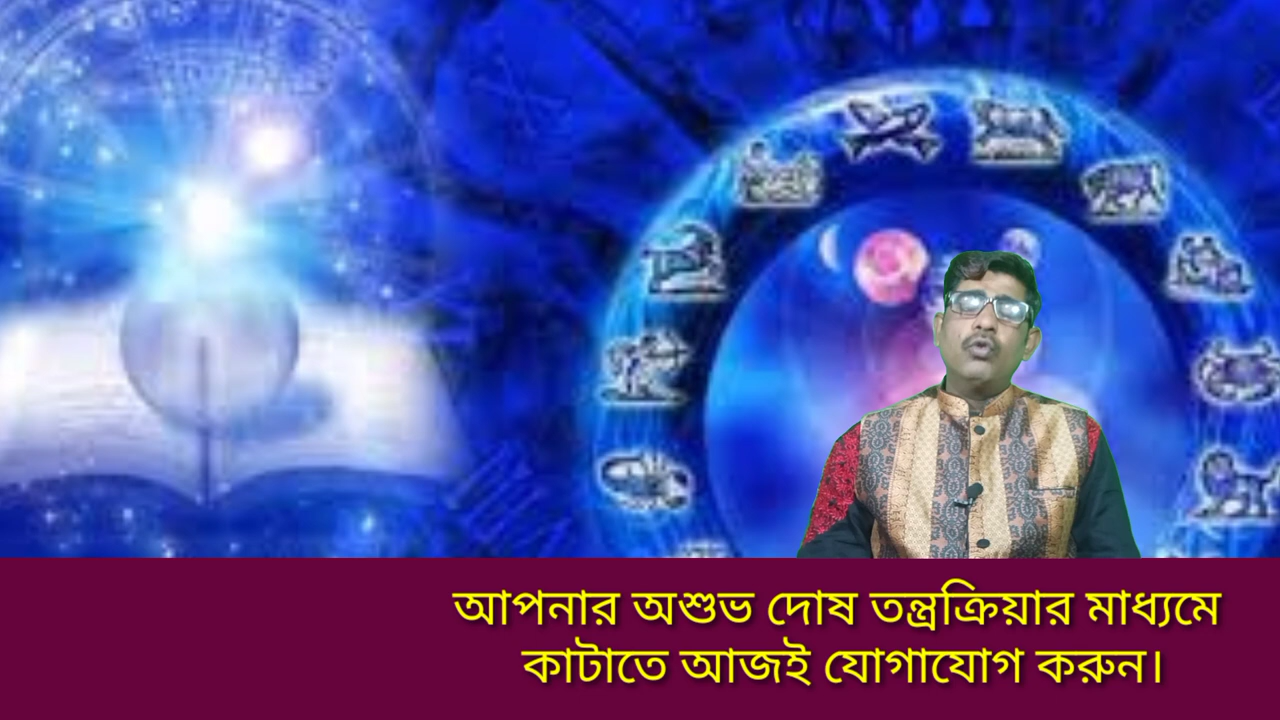 আপনার অশুভ দোষ তন্ত্রক্রিয়ার মাধ্যমে
কাটাতে আজই যোগাযোগ করুন।